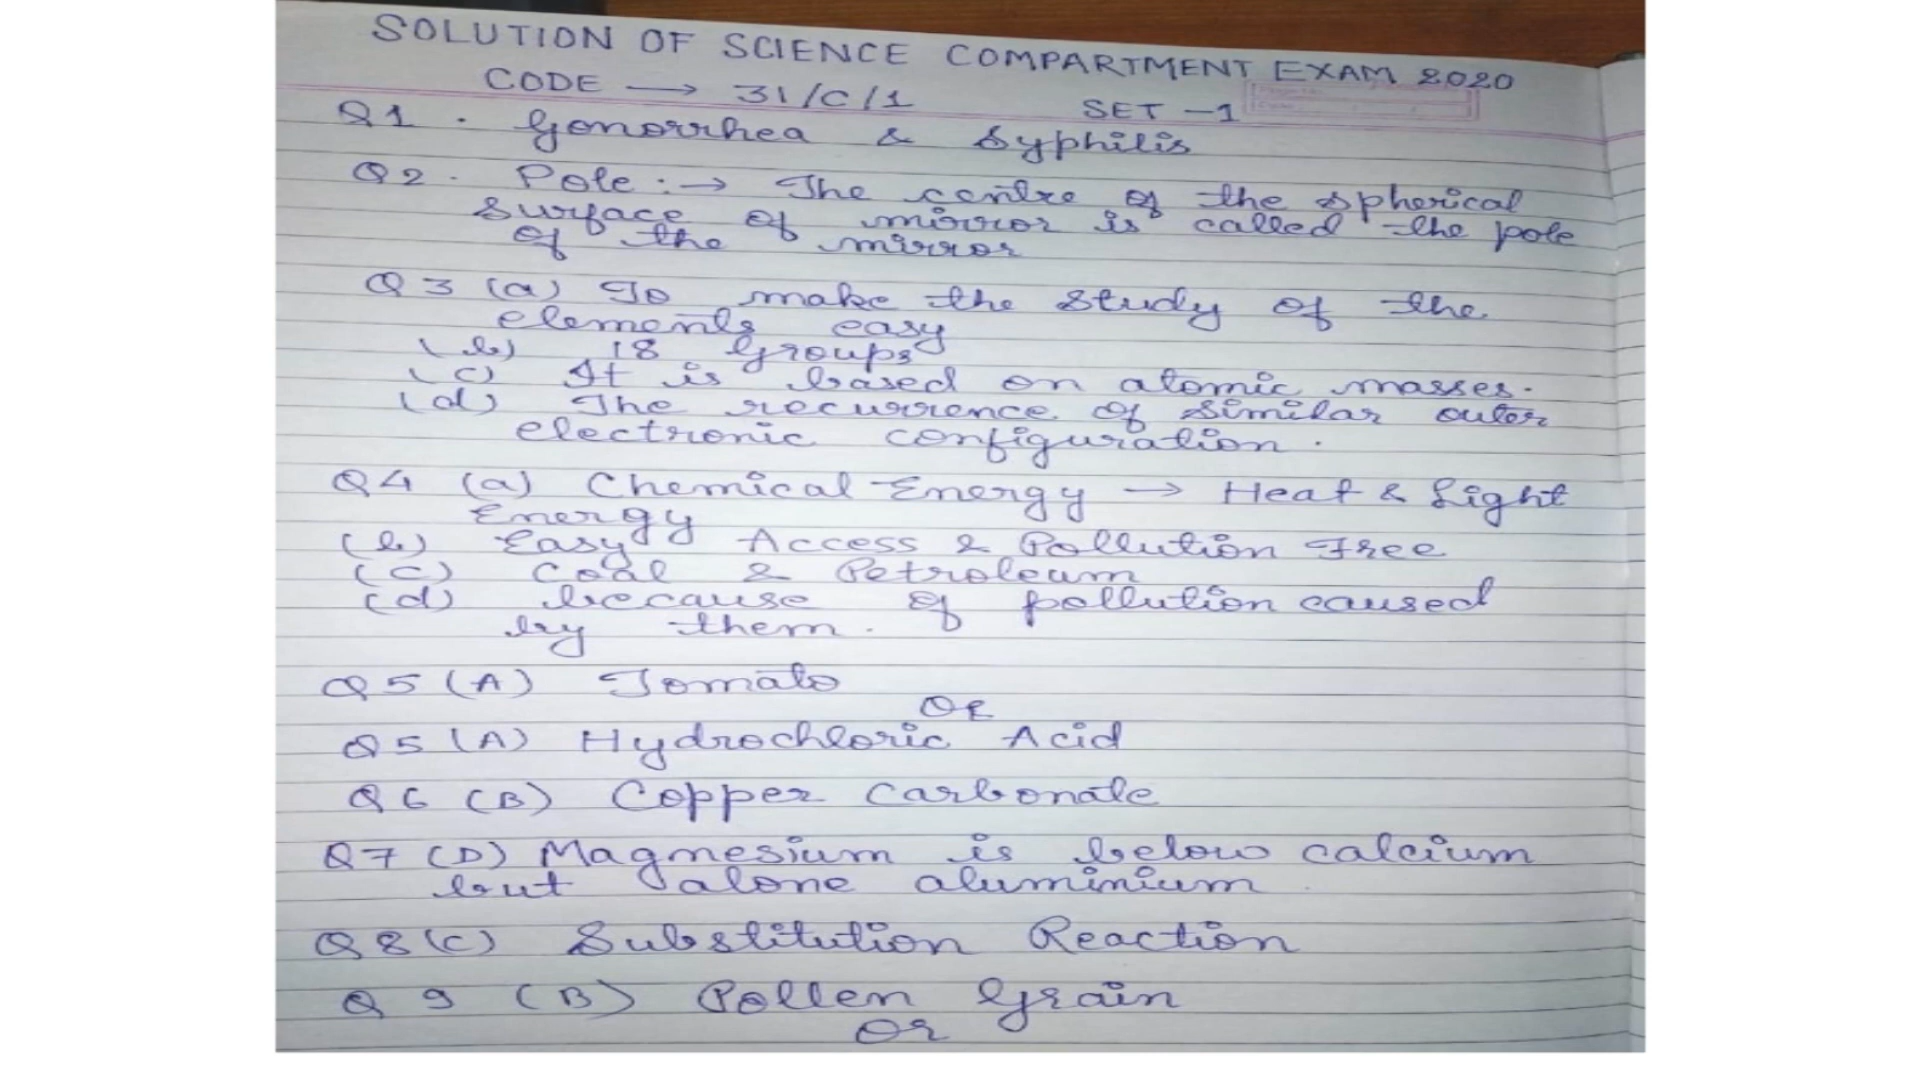 SOLUTION OF SCIENCE COMPARTMENT EXAM 2020
CODE → 31/C/1 SET -1
Q1 . Gonorrhea & Syphilis
Q2 . Pole :→ The centre of the spherical
surface of mirror is called the pole
of the mirror
Q3 (a) To make the study of the
elements easy
(b) 18 Groups
(c) It is based on atomic masses.
(d) The recurrence of similar outer
electronic configuration .
Q4 (a) Chemical Energy → Heat & Light
Energy
(b) Easy Access & Pollution Free
(c) Coal & Petroleum
(d) because of pollution caused
by them .
Q5 (A) Tomato
OR
Q5 (A) Hydrochloric Acid
Q6 (B) Copper Carbonate
Q7 (D) Magnesium is below calcium
but alone aluminium .
Q8 (C) Substitution Reaction
Q 9 (B) Pollen Grain
Or